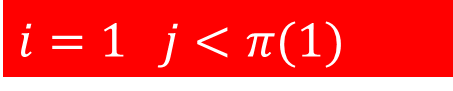 𝑖 = 1 𝑗 < 𝜋(1)